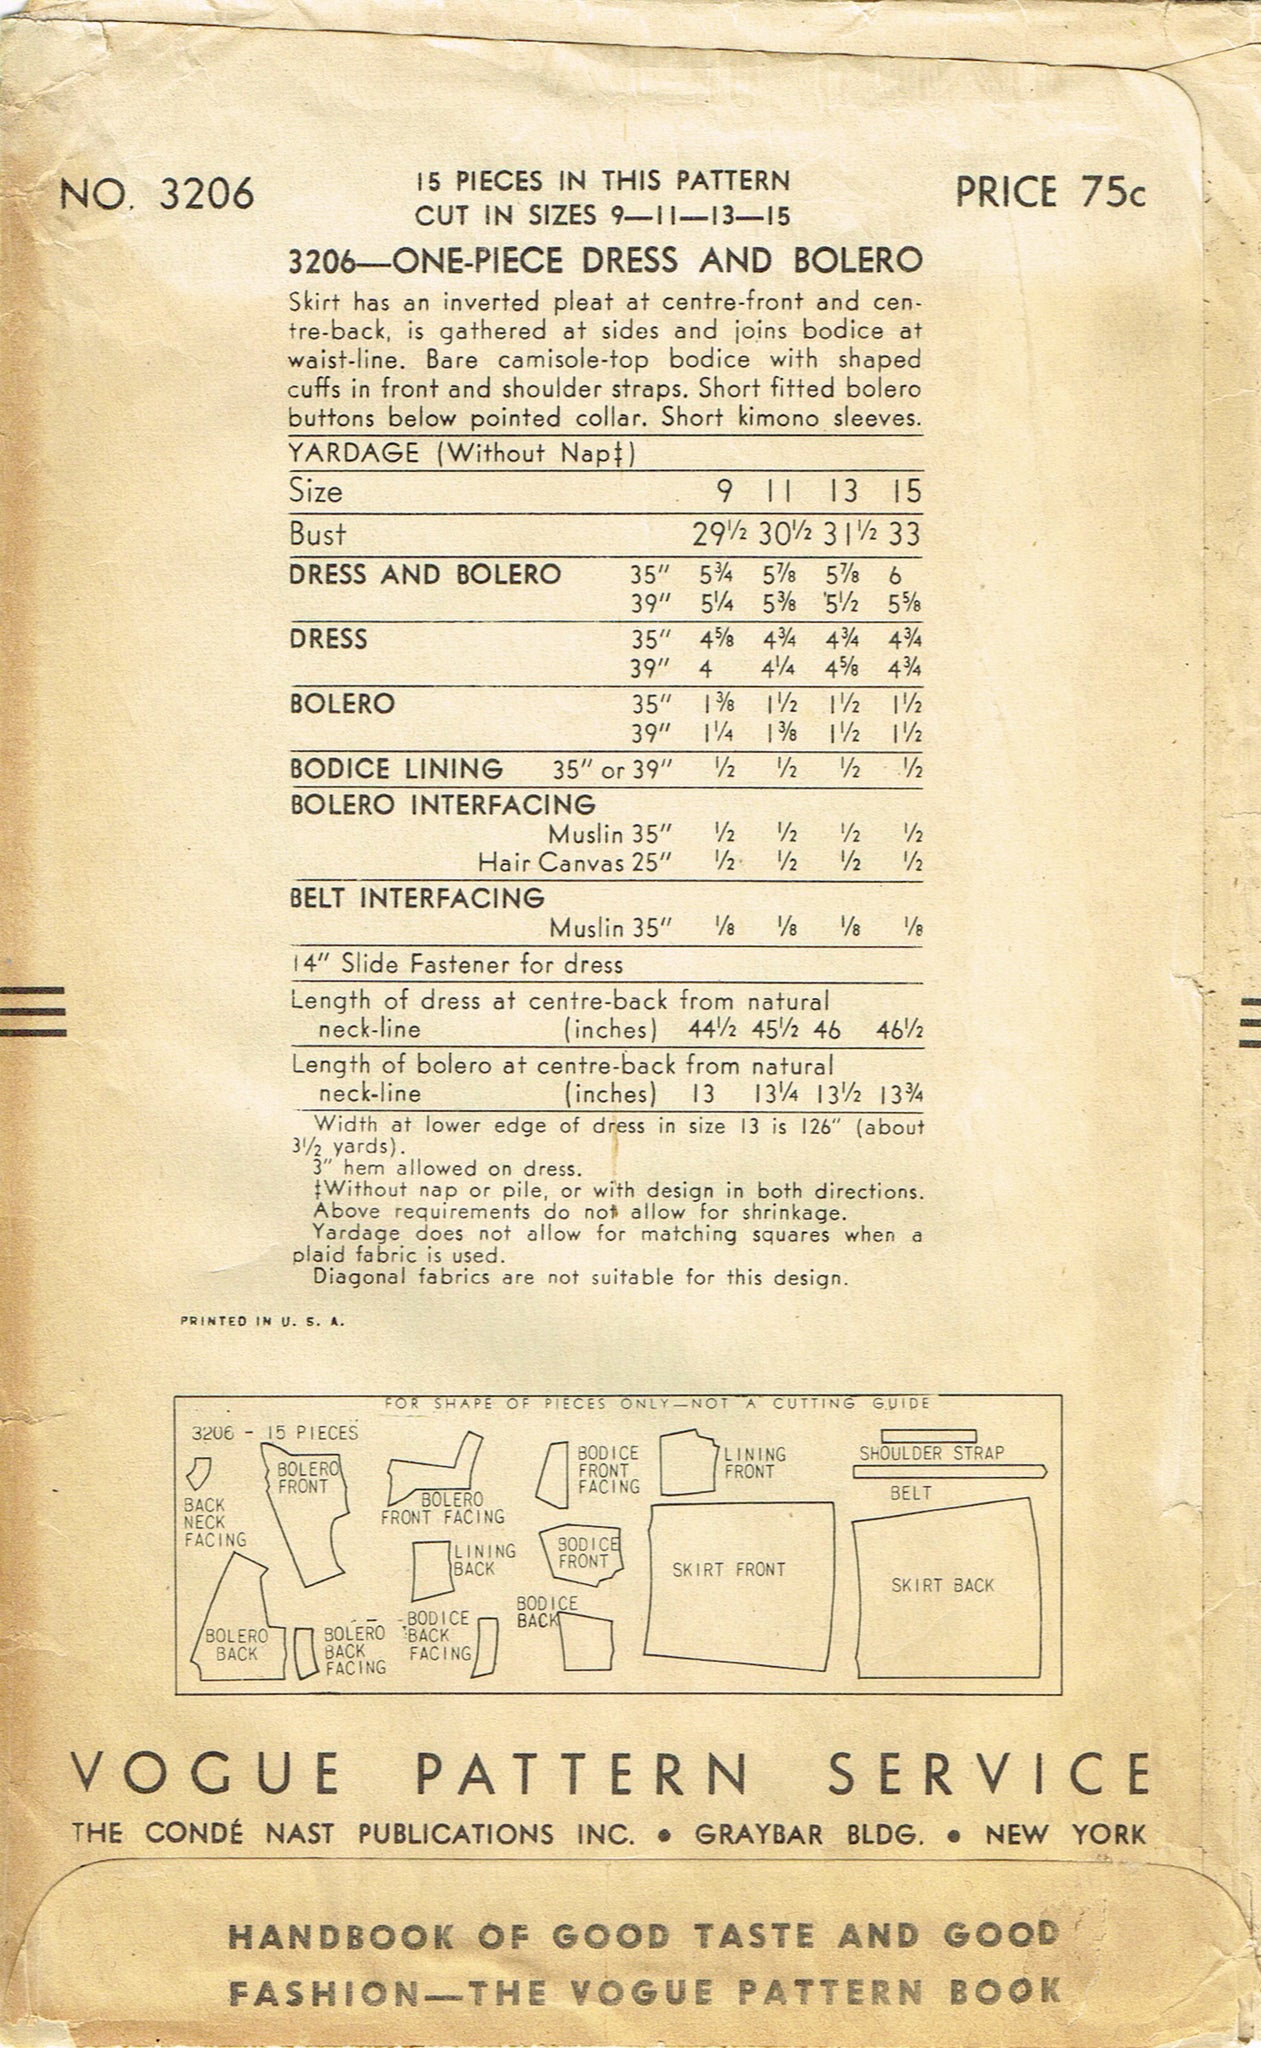 NO. 3206
15 PIECES IN THIS PATTERN
CUT IN SIZES 9—11—13—15
PRICE 75c
3206—ONE-PIECE DRESS AND BOLERO
Skirt has an inverted pleat at centre-front and cen-
tre-back, is gathered at sides and joins bodice at
waist-line. Bare camisole-top bodice with shaped
cuffs in front and shoulder straps. Short fitted bolero
buttons below pointed collar. Short kimono sleeves.
YARDAGE (Without Nap‡)
Size 9 11 13 15
Bust 29½ 30½ 31½ 33
DRESS AND BOLERO 35" 5¾ 5⅞ 5⅞ 6
39" 5¼ 5⅜ 5½ 5⅝
DRESS 35" 4⅝ 4¾ 4¾ 4¾
39" 4 4¼ 4⅝ 4¾
BOLERO 35" 1⅜ 1½ 1½ 1½
39" 1¼ 1⅜ 1½ 1½
BODICE LINING 35" or 39" ½ ½ ½ ½
BOLERO INTERFACING
Muslin 35" ½ ½ ½ ½
Hair Canvas 25" ½ ½ ½ ½
BELT INTERFACING
Muslin 35" ⅛ ⅛ ⅛ ⅛
14" Slide Fastener for dress
Length of dress at centre-back from natural
neck-line (inches) 44½ 45½ 46 46½
Length of bolero at centre-back from natural
neck-line (inches) 13 13¼ 13½ 13¾
Width at lower edge of dress in size 13 is 126" (about
3½ yards).
3" hem allowed on dress.
‡Without nap or pile, or with design in both directions.
Above requirements do not allow for shrinkage.
Yardage does not allow for matching squares when a
plaid fabric is used.
Diagonal fabrics are not suitable for this design.
PRINTED IN U. S. A.
FOR SHAPE OF PIECES ONLY—NOT A CUTTING GUIDE
3206 - 15 PIECES
BACK
NECK
FACING
BOLERO
FRONT
BOLERO
FRONT FACING
BODICE
FRONT
FACING
LINING
FRONT
SHOULDER STRAP
BELT
LINING
BACK
BODICE
FRONT
SKIRT FRONT
SKIRT BACK
BOLERO
BACK
BOLERO
BACK
FACING
BODICE
BACK
FACING
BODICE
BACK
VOGUE PATTERN SERVICE
THE CONDÉ NAST PUBLICATIONS INC. • GRAYBAR BLDG. • NEW YORK
HANDBOOK OF GOOD TASTE AND GOOD
FASHION—THE VOGUE PATTERN BOOK